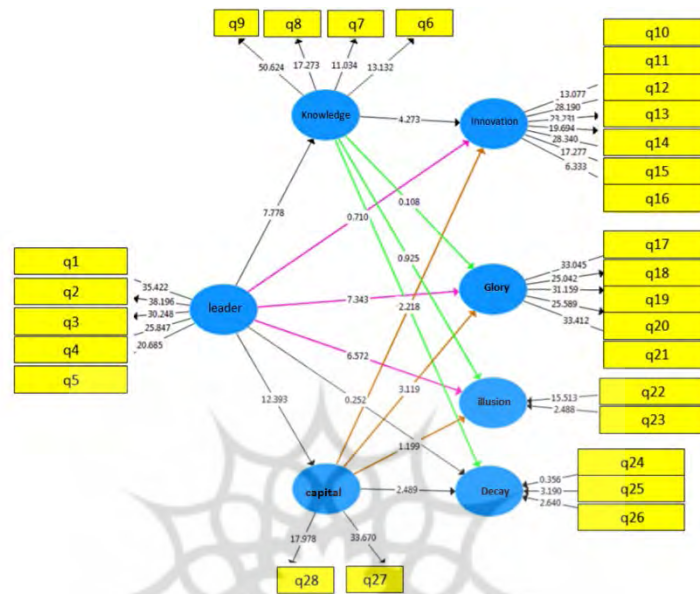 q9 q8 q7 q6
50.624 17.273 11.034 13.132
Knowledge
4.273
Innovation
q10
q11
q12
q13
q14
q15
q16
13.077
28.190
23.231
19.694
28.340
17.277
6.333
7.778
0.710
0.108
0.925
q1
q2
q3
q4
q5
35.422
38.196
30.248
25.847
20.685
leader
7.343
2.218
Glory
33.045
25.042
31.159
25.589
33.412
q17
q18
q19
q20
q21
6.572
3.119
12.393
0.252
1.199
illusion
15.513
2.488
q22
q23
capital
2.489
Decay
0.356
3.190
2.640
q24
q25
q26
17.978 33.670
q28 q27